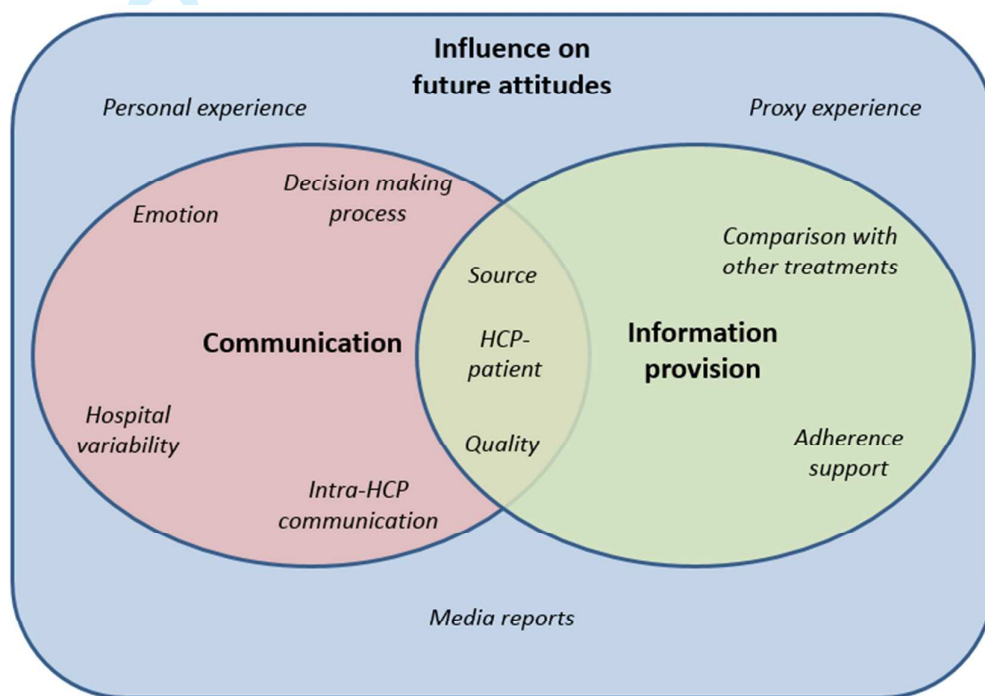 Influence on
future attitudes
Personal experience
Proxy experience
Decision making
process
Emotion
Comparison with
other treatments
Source
Communication
HCP-
patient
Information
provision
Hospital
variability
Quality
Adherence
support
Intra-HCP
communication
Media reports